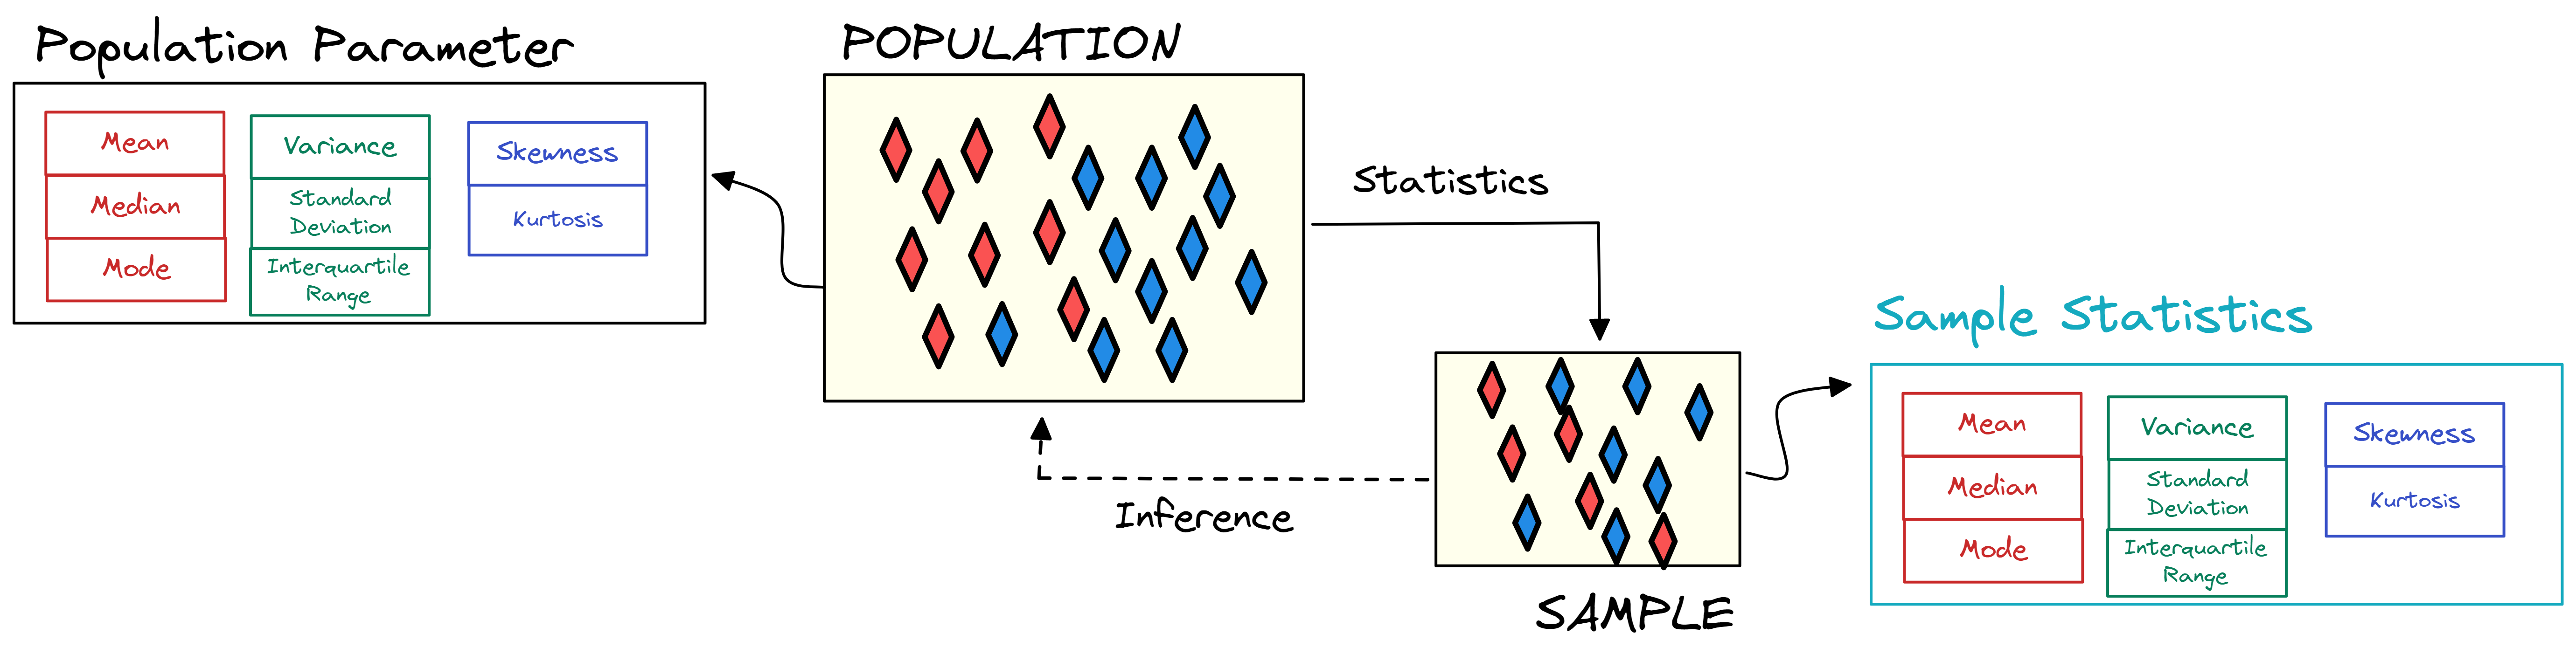 Population Parameter
Mean
Median
Mode
Variance
Standard
Deviation
Interquartile
Range
Skewness
Kurtosis
POPULATION
Statistics
Inference
SAMPLE
Sample Statistics
Mean
Median
Mode
Variance
Standard
Deviation
Interquartile
Range
Skewness
Kurtosis